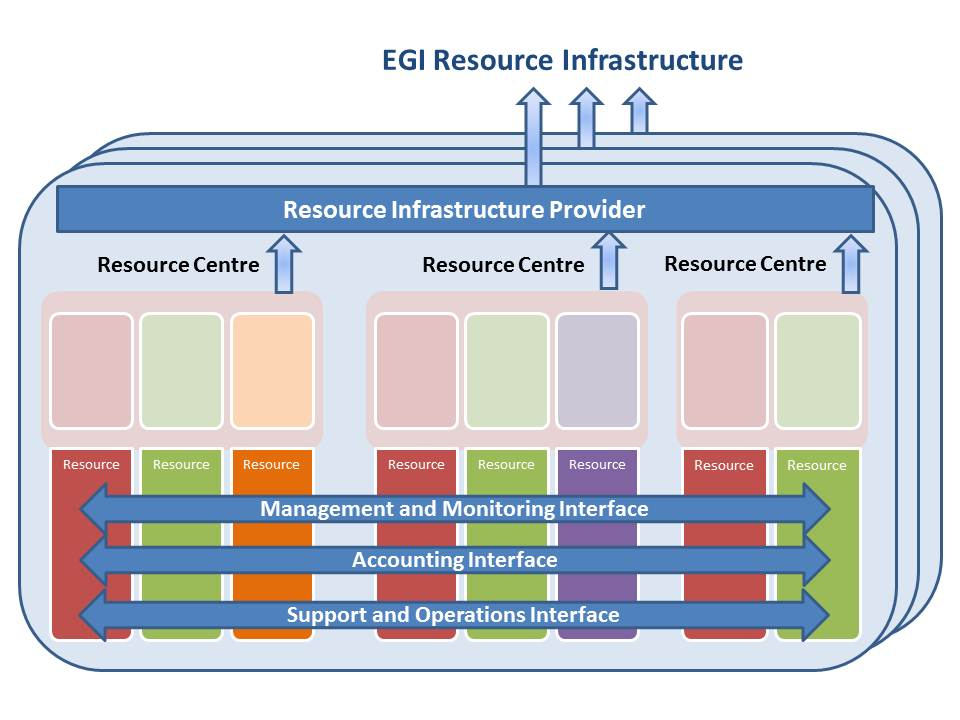 EGI Resource Infrastructure
Resource Infrastructure Provider
Resource Centre
Resource Centre
Resource Centre
Resource
Resource
Resource
Resource
Resource
Resource
Resource
Resource
Management and Monitoring Interface
Accounting Interface
Support and Operations Interface